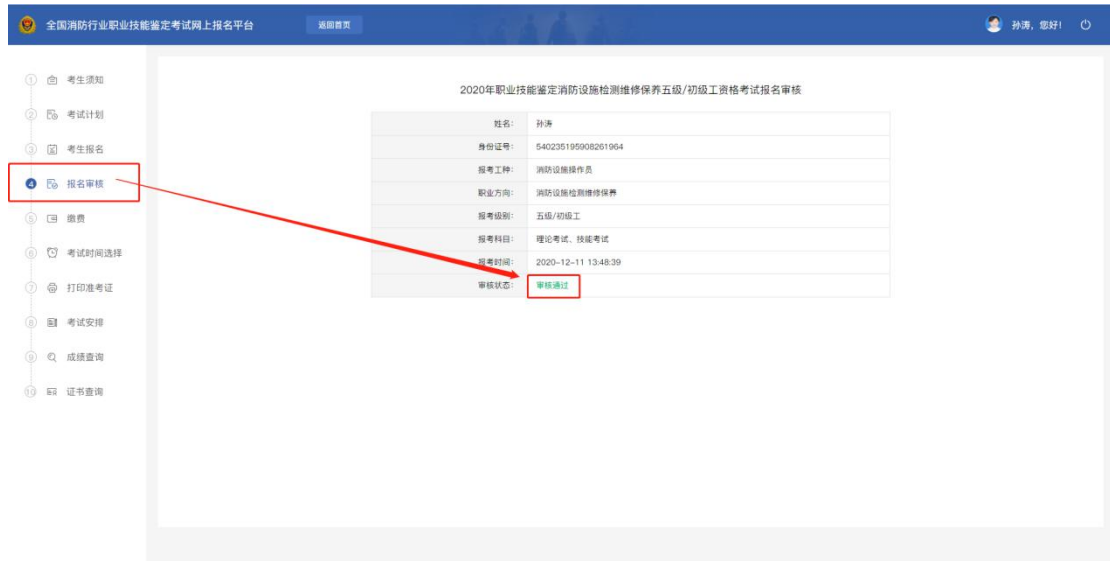 全国消防行业职业技能鉴定考试网上报名平台
返回首页
孙涛，您好!
1 考生须知
2 考试计划
3 考生报名
4 报名审核
5 缴费
6 考试时间选择
7 打印准考证
8 考试安排
9 成绩查询
10 证书查询
2020年职业技能鉴定消防设施检测维修保养五级/初级工资格考试报名审核
姓名: 孙涛
身份证号: 540235195908261964
报考工种: 消防设施操作员
职业方向: 消防设施检测维修保养
报考级别: 五级/初级工
报考科目: 理论考试、技能考试
报考时间: 2020-12-11 13:48:39
审核状态: 审核通过